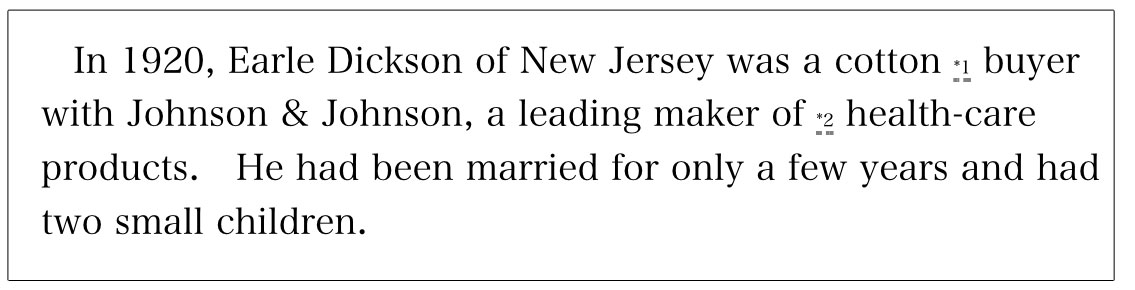 In 1920, Earle Dickson of New Jersey was a cotton *1 buyer
with Johnson & Johnson, a leading maker of *2 health-care
products. He had been married for only a few years and had
two small children.